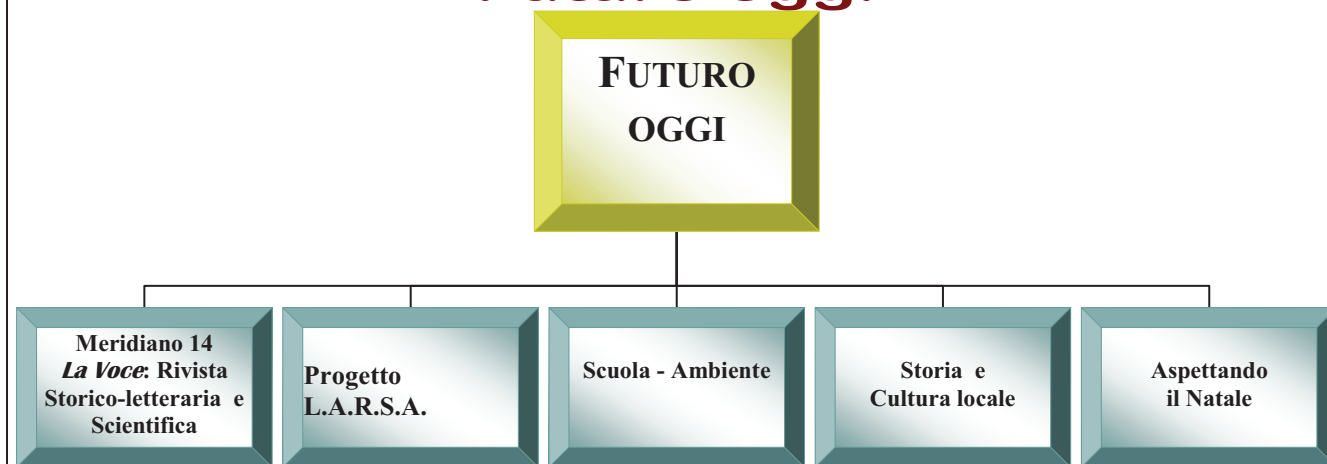 FUTURO
OGGI
Meridiano 14
La Voce: Rivista
Storico-letteraria e
Scientifica
Progetto
L.A.R.S.A.
Scuola - Ambiente
Storia e
Cultura locale
Aspettando
il Natale